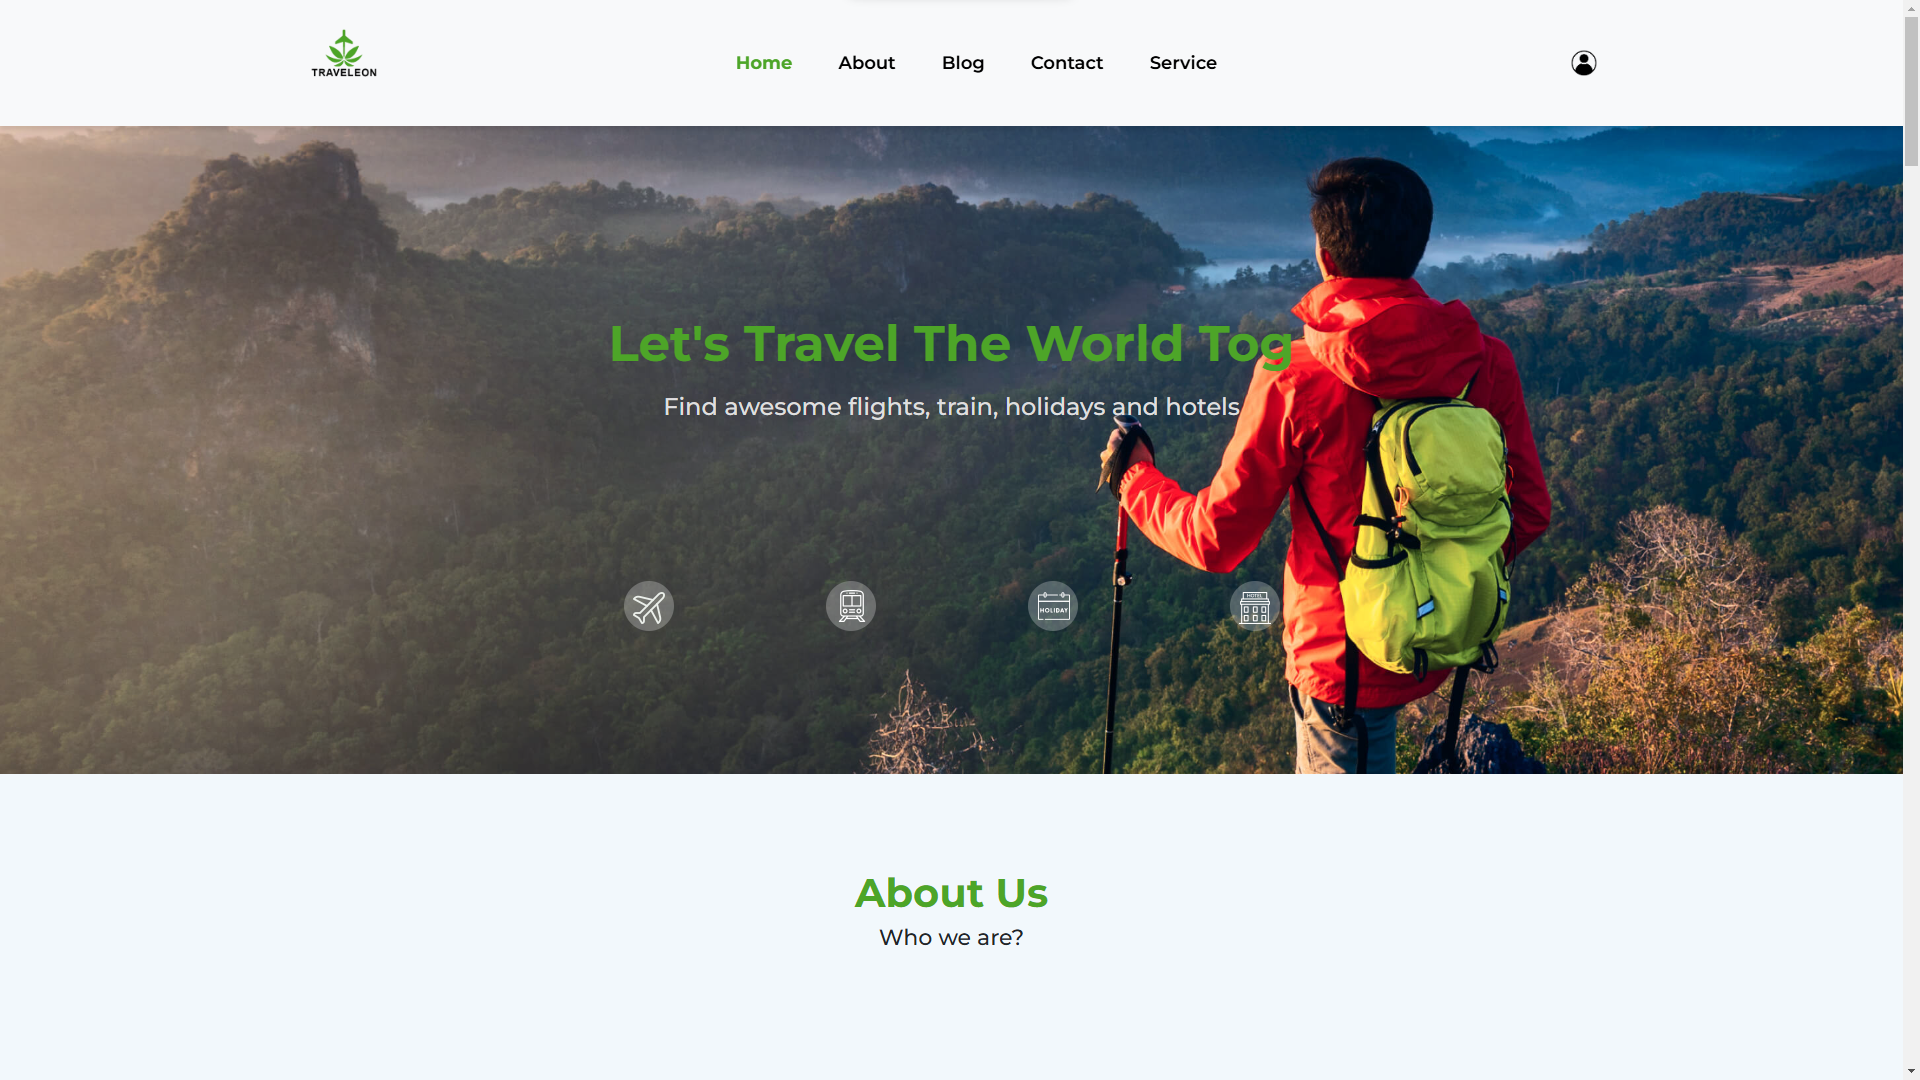 TRAVELEON
Home About Blog Contact Service
Let's Travel The World Tog
Find awesome flights, train, holidays and hotels
HOLIDAY
HOTEL
About Us
Who we are?